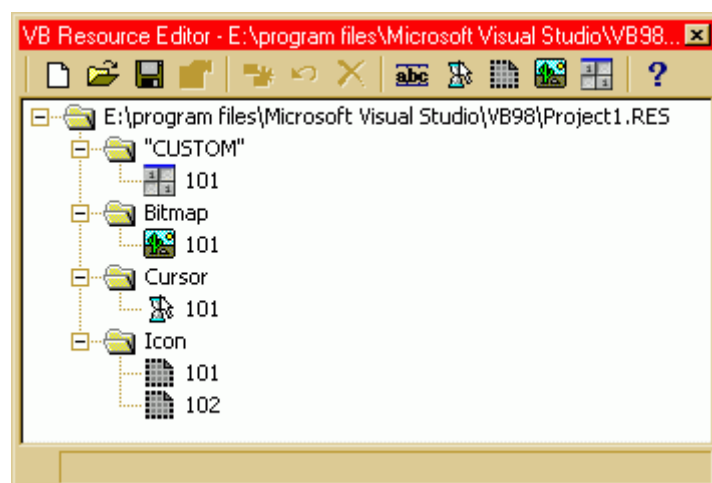 VB Resource Editor - E:\program files\Microsoft Visual Studio\VB98...
abc
?
E:\program files\Microsoft Visual Studio\VB98\Project1.RES
"CUSTOM"
101
Bitmap
101
Cursor
101
Icon
101
102